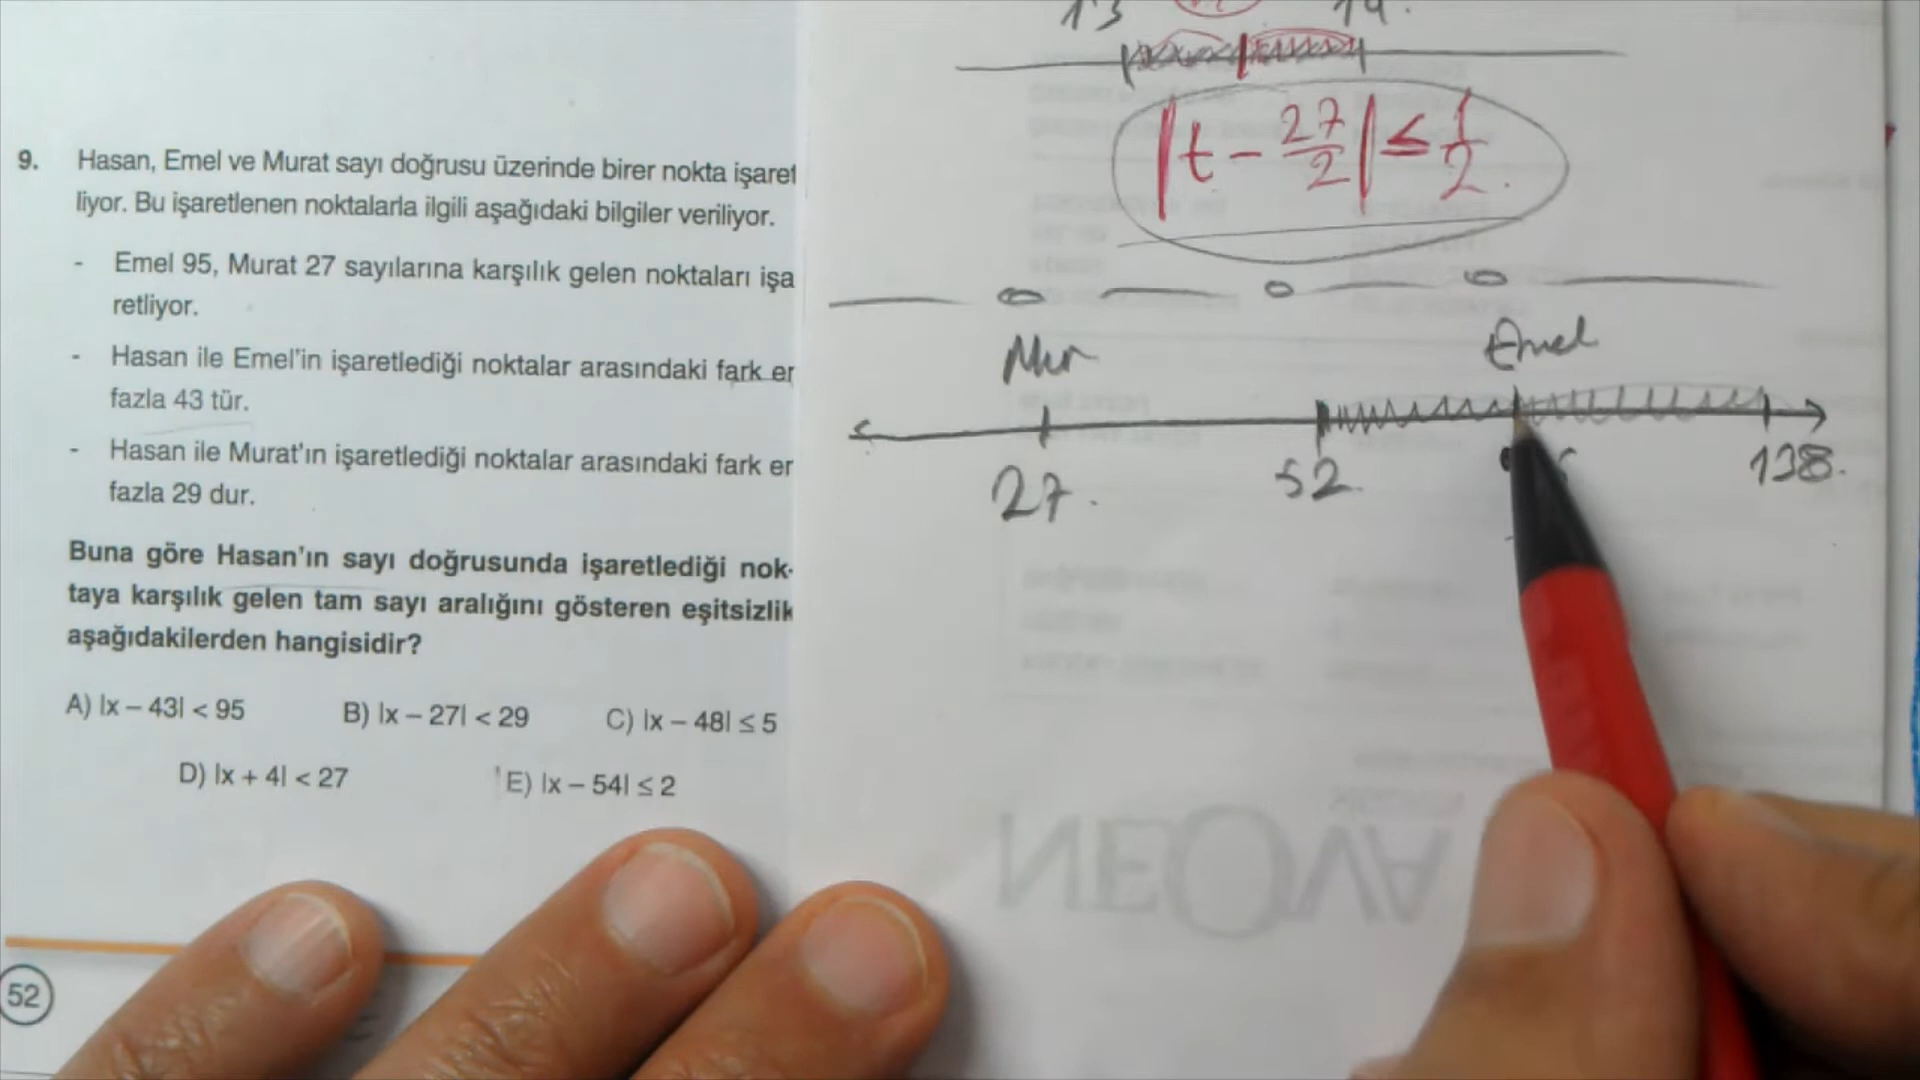 9. Hasan, Emel ve Murat sayı doğrusu üzerinde birer nokta işaret
liyor. Bu işaretlenen noktalarla ilgili aşağıdaki bilgiler veriliyor.
- Emel 95, Murat 27 sayılarına karşılık gelen noktaları işa
retliyor.
- Hasan ile Emel'in işaretlediği noktalar arasındaki fark en
fazla 43 tür.
- Hasan ile Murat'ın işaretlediği noktalar arasındaki fark en
fazla 29 dur.
Buna göre Hasan'ın sayı doğrusunda işaretlediği nok-
taya karşılık gelen tam sayı aralığını gösteren eşitsizlik
aşağıdakilerden hangisidir?
A) |x – 43| < 95 B) |x – 27| < 29 C) |x – 48| ≤ 5
D) |x + 4| < 27 E) |x – 54| ≤ 2
52
13 14.
|t - 27/2| ≤ 1/2.
Mur Emel
27. 52 138.
NEOVA